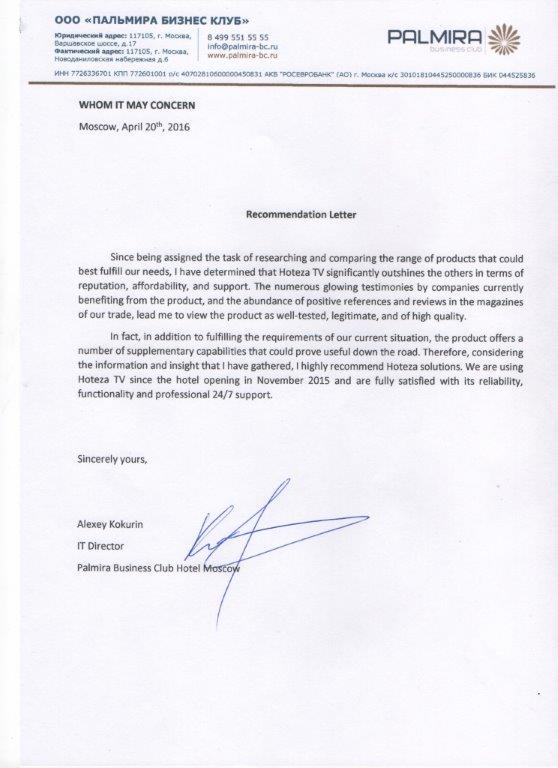 ООО «ПАЛЬМИРА БИЗНЕС КЛУБ»
Юридический адрес: 117105, г. Москва,
Варшавское шоссе, д.17
Фактический адрес: 117105, г. Москва,
Новоданиловская набережная д.6
8 499 551 55 55
info@palmira-bc.ru
www.palmira-bc.ru
PALMIRA
business club
ИНН 7726336701 КПП 772601001 р/с 40702810600000450831 АКБ "РОСЕВРОБАНК" (АО) г. Москва к/с 30101810445250000836 БИК 044525836
WHOM IT MAY CONCERN
Moscow, April 20th, 2016
Recommendation Letter
Since being assigned the task of researching and comparing the range of products that could
best fulfill our needs, I have determined that Hoteza TV significantly outshines the others in terms of
reputation, affordability, and support. The numerous glowing testimonies by companies currently
benefiting from the product, and the abundance of positive references and reviews in the magazines
of our trade, lead me to view the product as well-tested, legitimate, and of high quality.
In fact, in addition to fulfilling the requirements of our current situation, the product offers a
number of supplementary capabilities that could prove useful down the road. Therefore, considering
the information and insight that I have gathered, I highly recommend Hoteza solutions. We are using
Hoteza TV since the hotel opening in November 2015 and are fully satisfied with its reliability,
functionality and professional 24/7 support.
Sincerely yours,
Alexey Kokurin
IT Director
Palmira Business Club Hotel Moscow